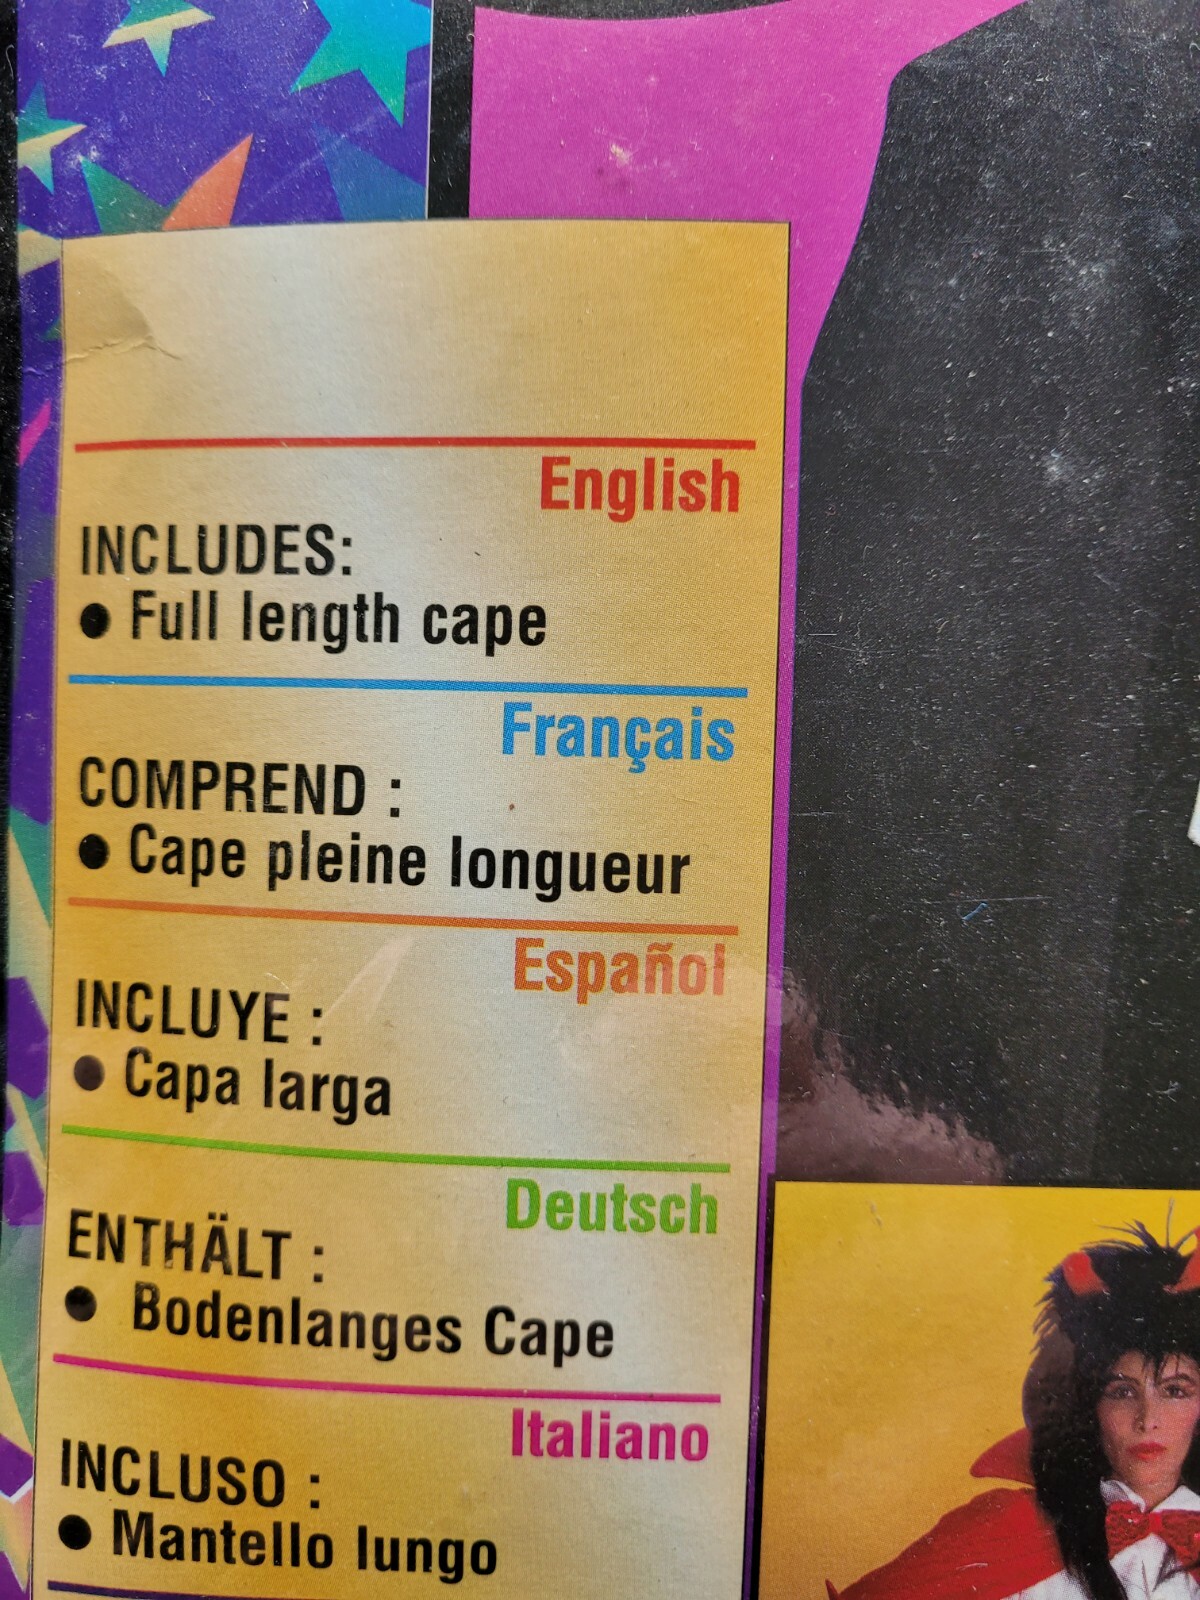 English
INCLUDES:
● Full length cape
Français
COMPREND :
● Cape pleine longueur
Español
INCLUYE :
● Capa larga
Deutsch
ENTHÄLT :
● Bodenlanges Cape
Italiano
INCLUSO :
● Mantello lungo